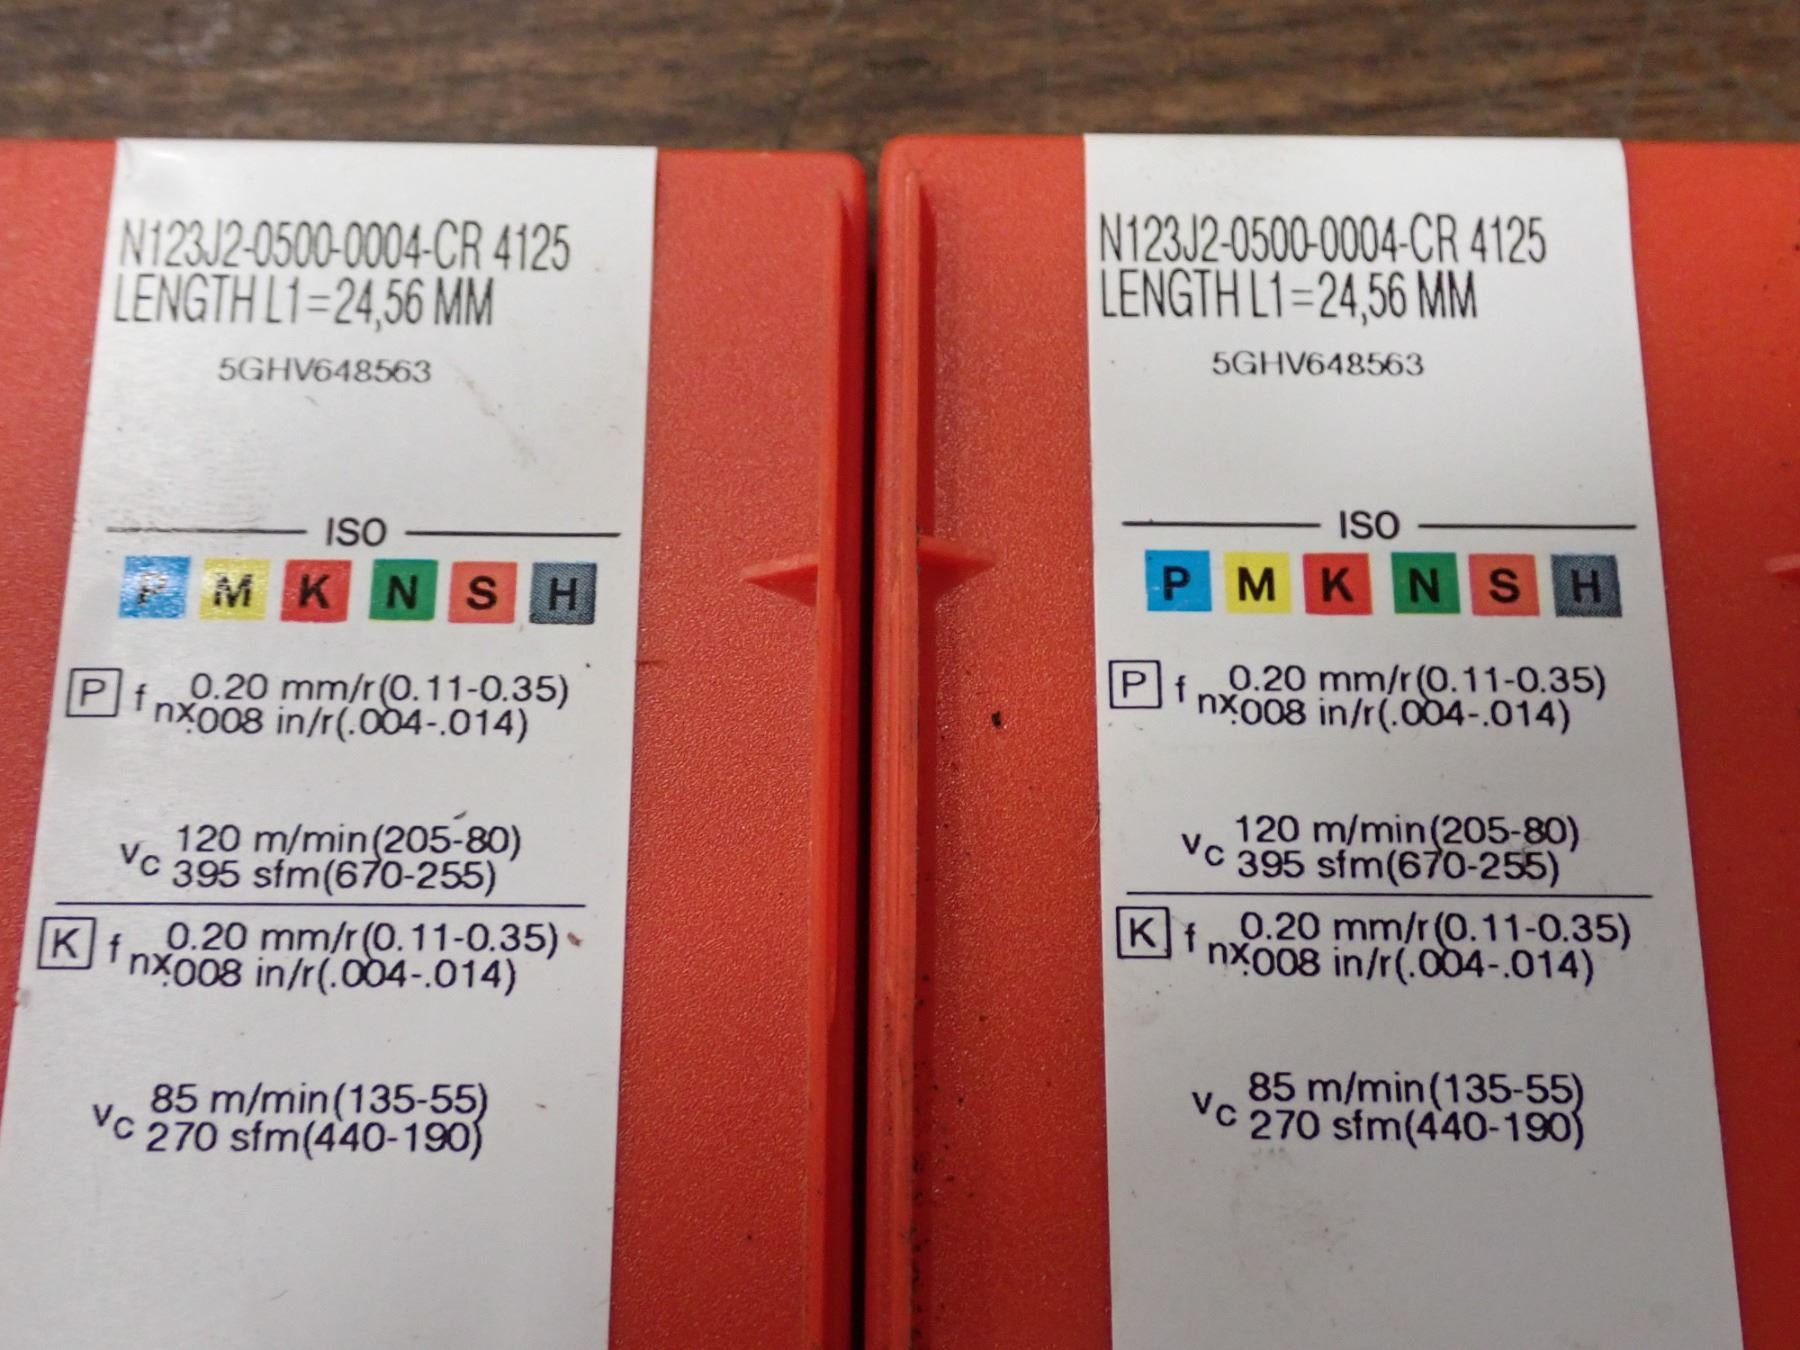 N123J2-0500-0004-CR 4125
LENGTH L1=24,56 MM
5GHV648563
ISO
P M K N S H
P fnx 0.20 mm/r(0.11-0.35)
.008 in/r(.004-.014)
vc 120 m/min(205-80)
395 sfm(670-255)
K fnx 0.20 mm/r(0.11-0.35)
.008 in/r(.004-.014)
vc 85 m/min(135-55)
270 sfm(440-190)
N123J2-0500-0004-CR 4125
LENGTH L1=24,56 MM
5GHV648563
ISO
P M K N S H
P fnx 0.20 mm/r(0.11-0.35)
.008 in/r(.004-.014)
vc 120 m/min(205-80)
395 sfm(670-255)
K fnx 0.20 mm/r(0.11-0.35)
.008 in/r(.004-.014)
vc 85 m/min(135-55)
270 sfm(440-190)